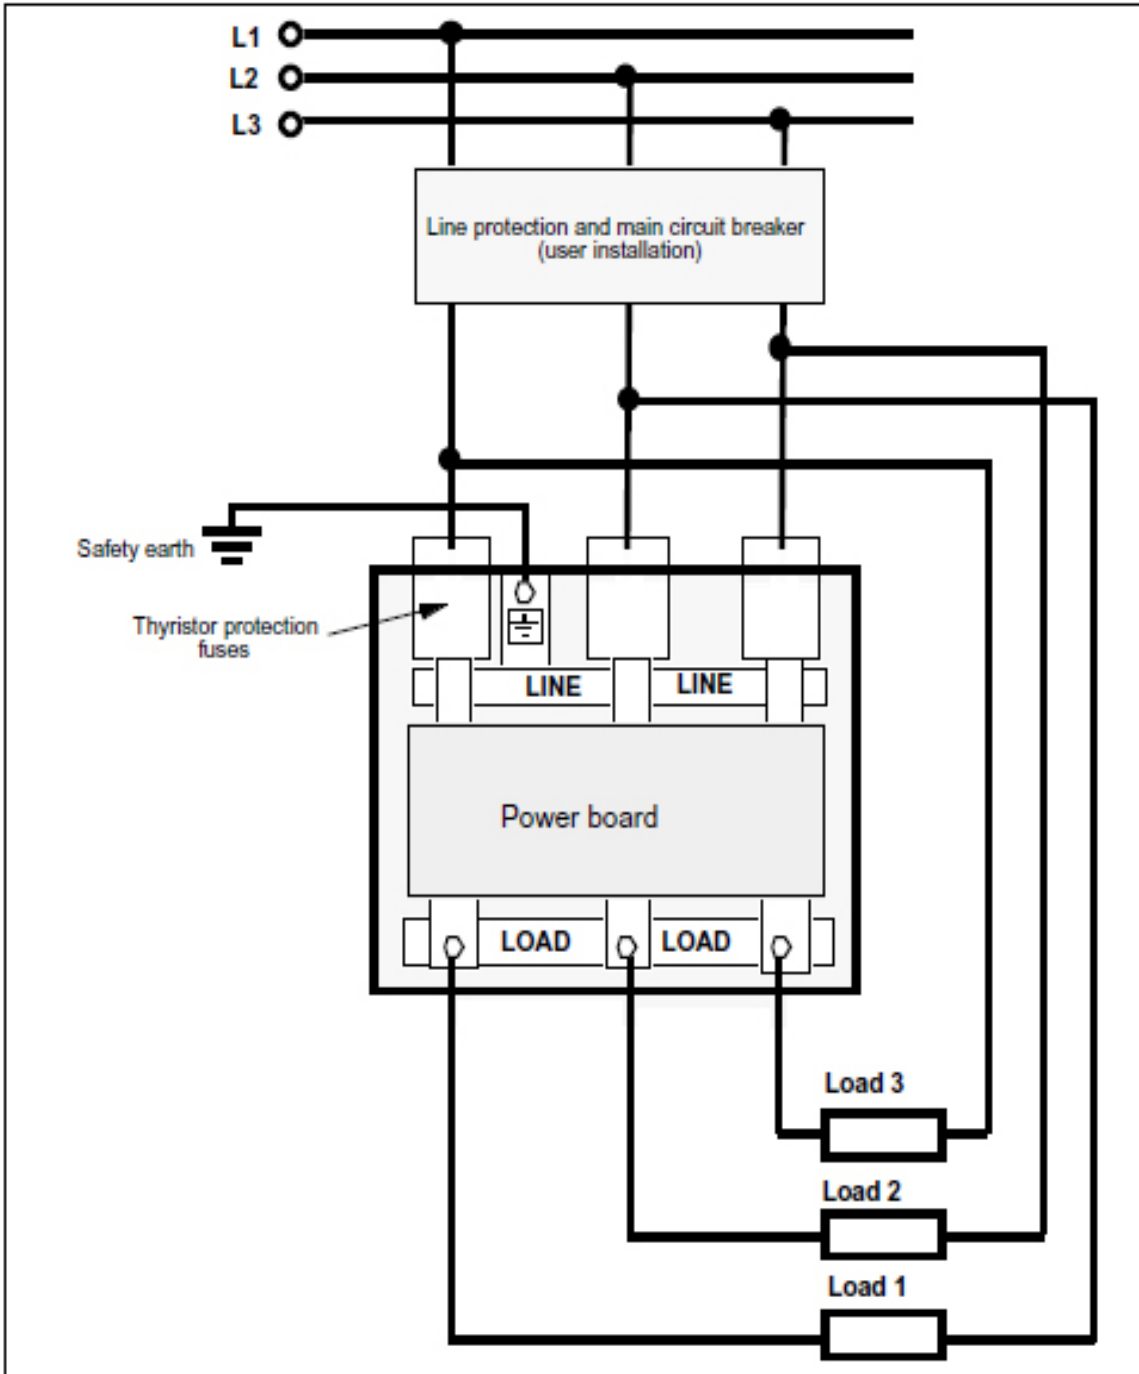 L1
L2
L3
Line protection and main circuit breaker
(user installation)
Safety earth
Thyristor protection
fuses
LINE LINE
Power board
LOAD LOAD
Load 3
Load 2
Load 1